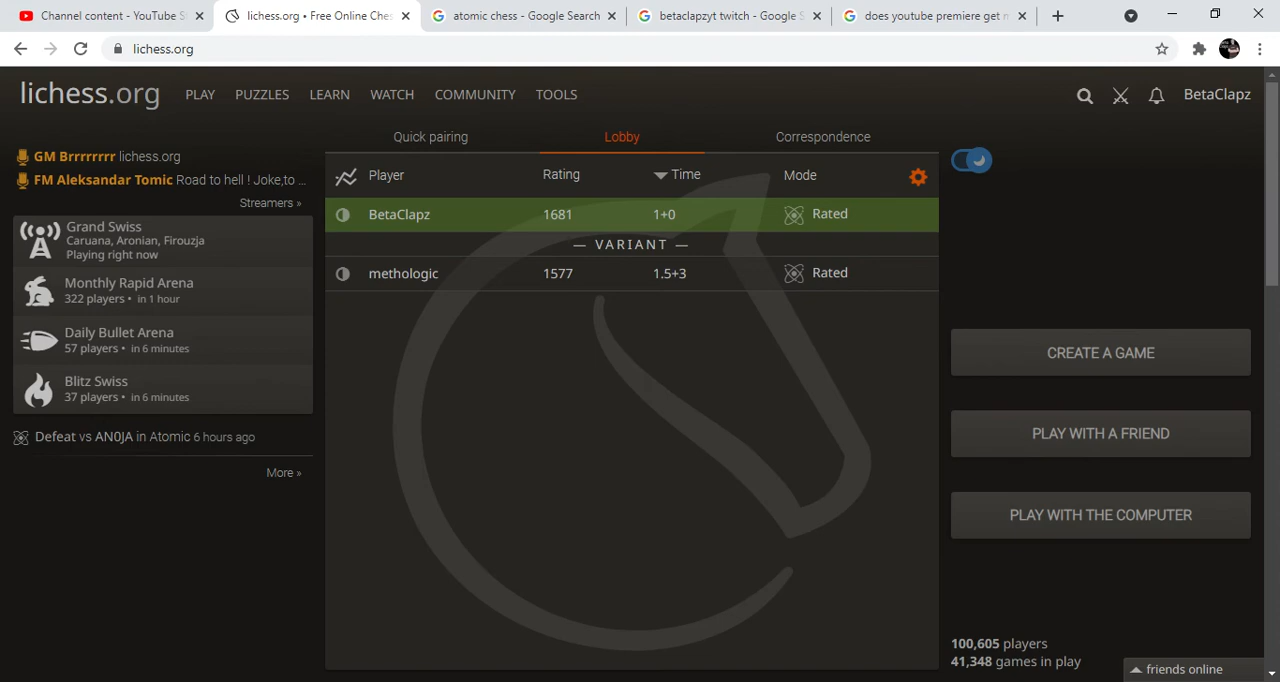 Channel content - YouTube S
lichess.org • Free Online Ches
atomic chess - Google Search
betaclapzyt twitch - Google S
does youtube premiere get m
lichess.org
lichess.org PLAY PUZZLES LEARN WATCH COMMUNITY TOOLS BetaClapz
Quick pairing Lobby Correspondence
GM Brrrrrrrr lichess.org
FM Aleksandar Tomic Road to hell ! Joke,to ...
Streamers »
Grand Swiss
Caruana, Aronian, Firouzja
Playing right now
Monthly Rapid Arena
322 players • in 1 hour
Daily Bullet Arena
57 players • in 6 minutes
Blitz Swiss
37 players • in 6 minutes
Defeat vs AN0JA in Atomic 6 hours ago
More »
Player Rating Time Mode
BetaClapz 1681 1+0 Rated
— VARIANT —
methologic 1577 1.5+3 Rated
CREATE A GAME
PLAY WITH A FRIEND
PLAY WITH THE COMPUTER
100,605 players
41,348 games in play
friends online